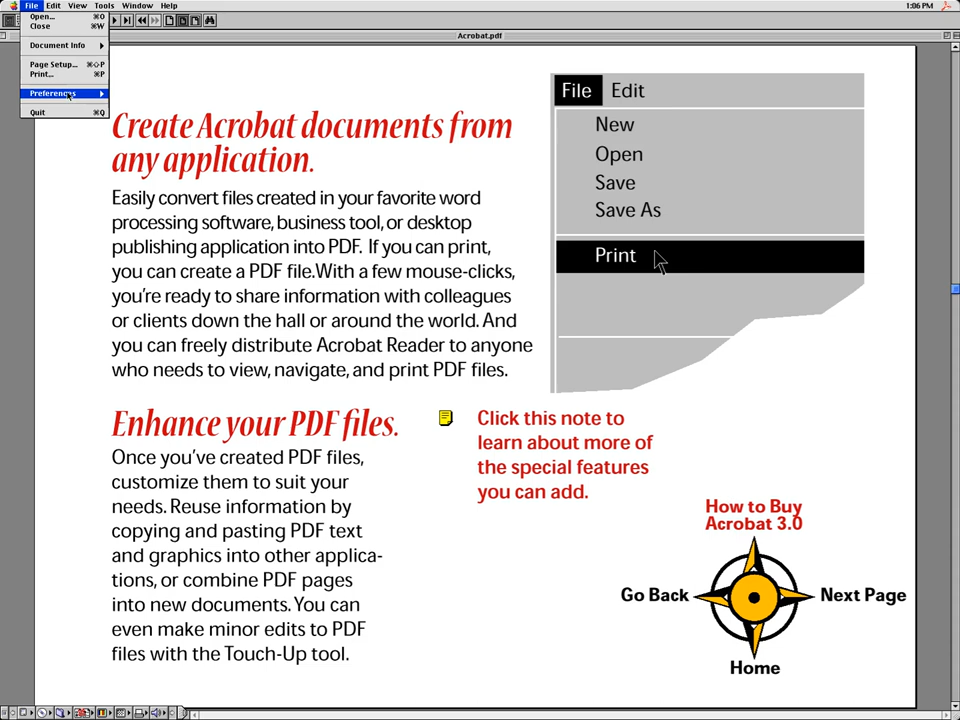 File Edit View Tools Window Help
1:06 PM
Open... ⌘O
Close ⌘W
Document Info
Page Setup... ⌘⇧P
Print... ⌘P
Preferences
Quit ⌘Q
Acrobat.pdf
Create Acrobat documents from
any application.
Easily convert files created in your favorite word
processing software, business tool, or desktop
publishing application into PDF. If you can print,
you can create a PDF file.With a few mouse-clicks,
you're ready to share information with colleagues
or clients down the hall or around the world. And
you can freely distribute Acrobat Reader to anyone
who needs to view, navigate, and print PDF files.
File Edit
New
Open
Save
Save As
Print
Enhance your PDF files.
Once you've created PDF files,
customize them to suit your
needs. Reuse information by
copying and pasting PDF text
and graphics into other applica-
tions, or combine PDF pages
into new documents. You can
even make minor edits to PDF
files with the Touch-Up tool.
Click this note to
learn about more of
the special features
you can add.
How to Buy
Acrobat 3.0
Go Back
Next Page
Home